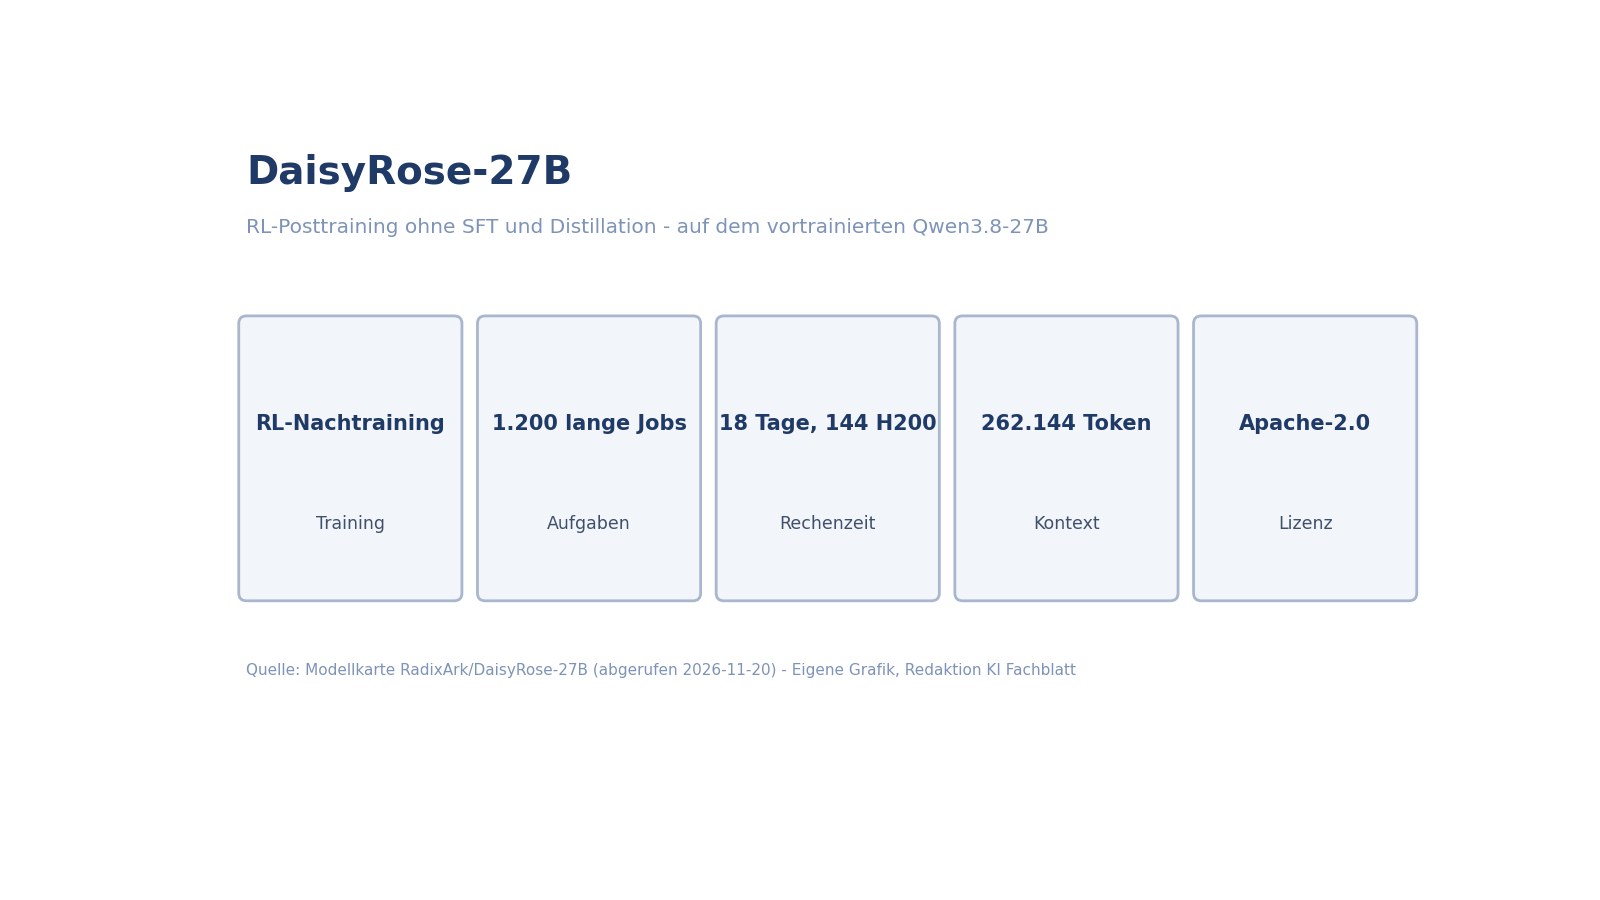 DaisyRose-27B
RL-Posttraining ohne SFT und Distillation - auf dem vortrainierten Qwen3.8-27B
RL-Nachtraining
Training
1.200 lange Jobs
Aufgaben
18 Tage, 144 H200
Rechenzeit
262.144 Token
Kontext
Apache-2.0
Lizenz
Quelle: Modellkarte RadixArk/DaisyRose-27B (abgerufen 2026-11-20) - Eigene Grafik, Redaktion KI Fachblatt